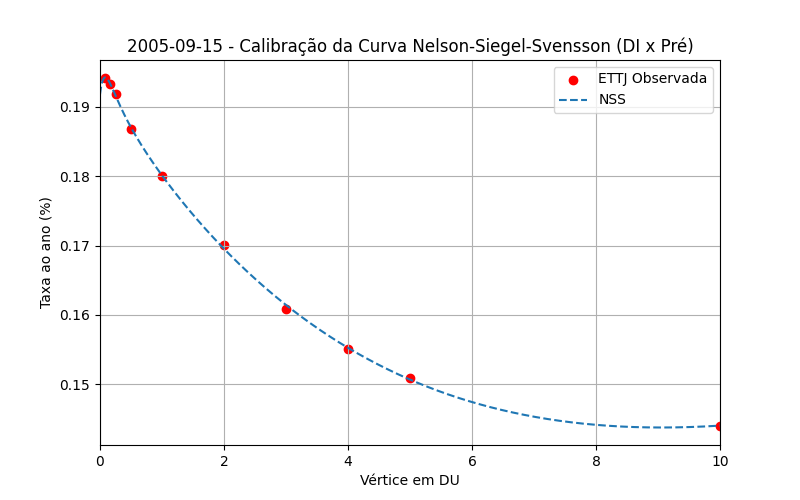 2005-09-15 - Calibração da Curva Nelson-Siegel-Svensson (DI x Pré)
ETTJ Observada
NSS
Taxa ao ano (%)
0.19
0.18
0.17
0.16
0.15
0 2 4 6 8 10
Vértice em DU